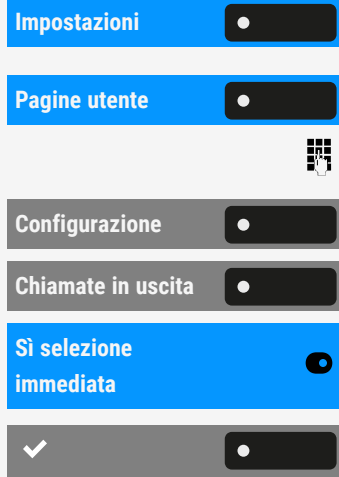 Impostazioni
Pagine utente
Configurazione
Chiamate in uscita
Sì selezione
immediata